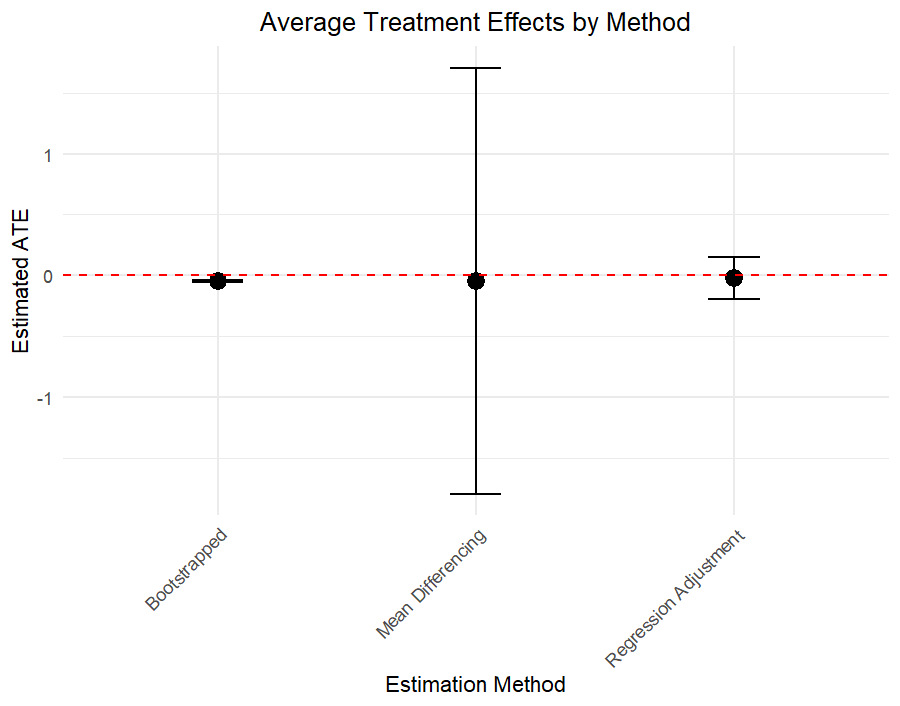 Average Treatment Effects by Method
Estimated ATE
1
0
-1
Bootstrapped
Mean Differencing
Regression Adjustment
Estimation Method